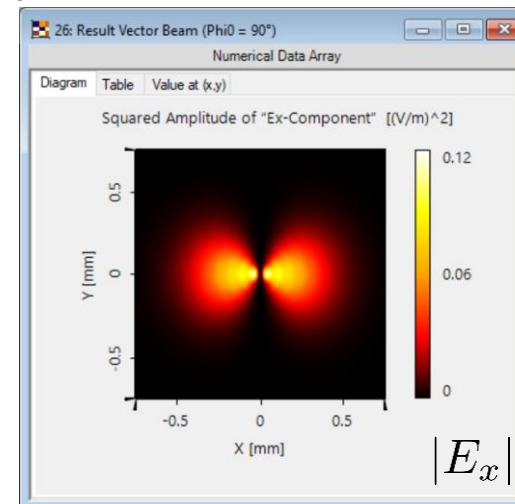 26: Result Vector Beam (Phi0 = 90°)
Numerical Data Array
Diagram Table Value at (x,y)
Squared Amplitude of "Ex-Component" [(V/m)^2]
0.12
0.06
0
0.5
0
-0.5
Y [mm]
-0.5 0 0.5
X [mm]
|E_x|